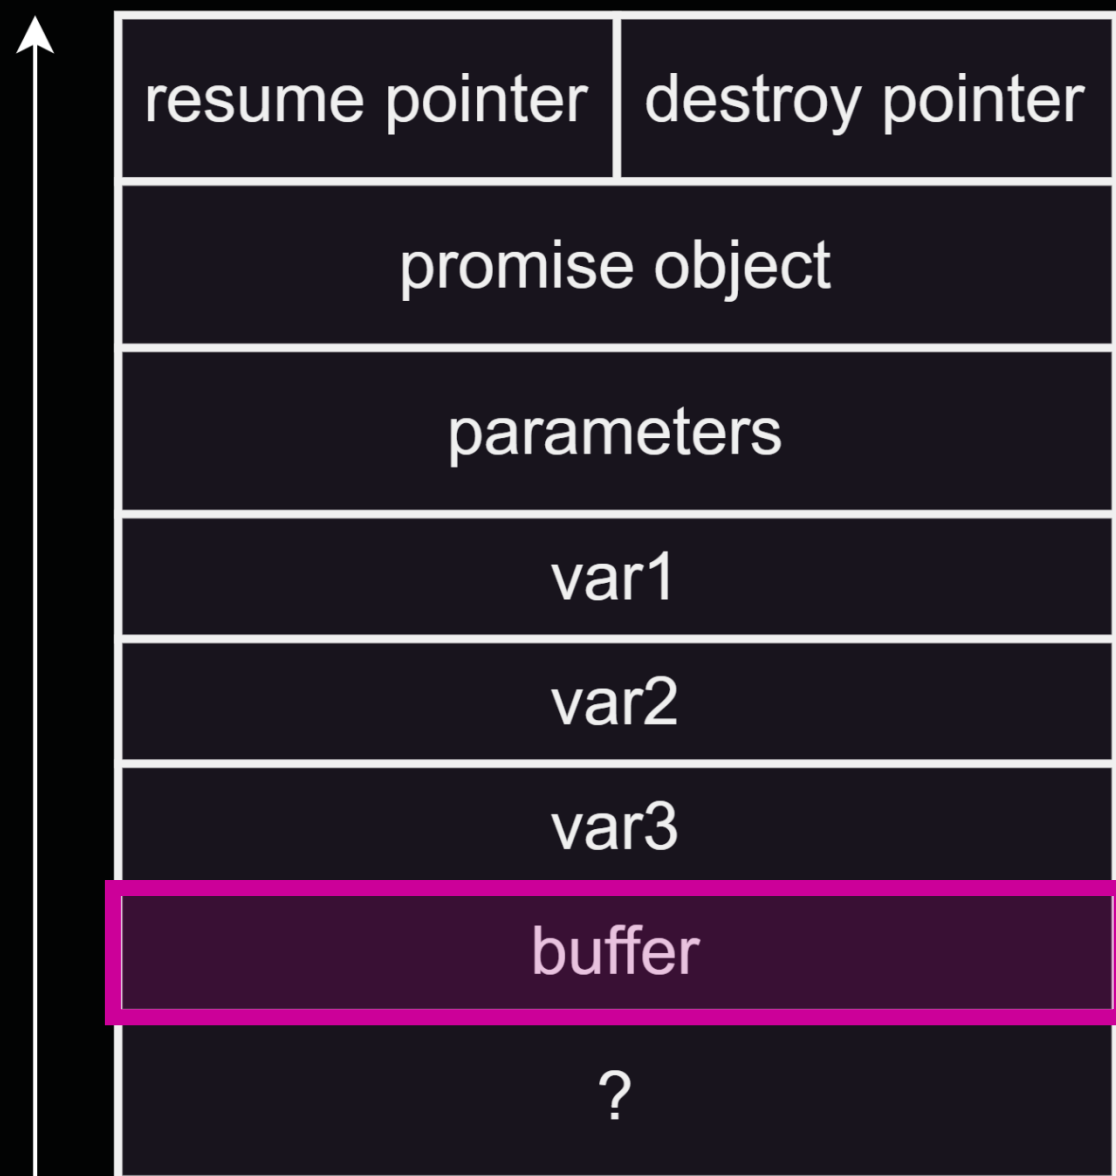 resume pointer destroy pointer
promise object
parameters
var1
var2
var3
buffer
?